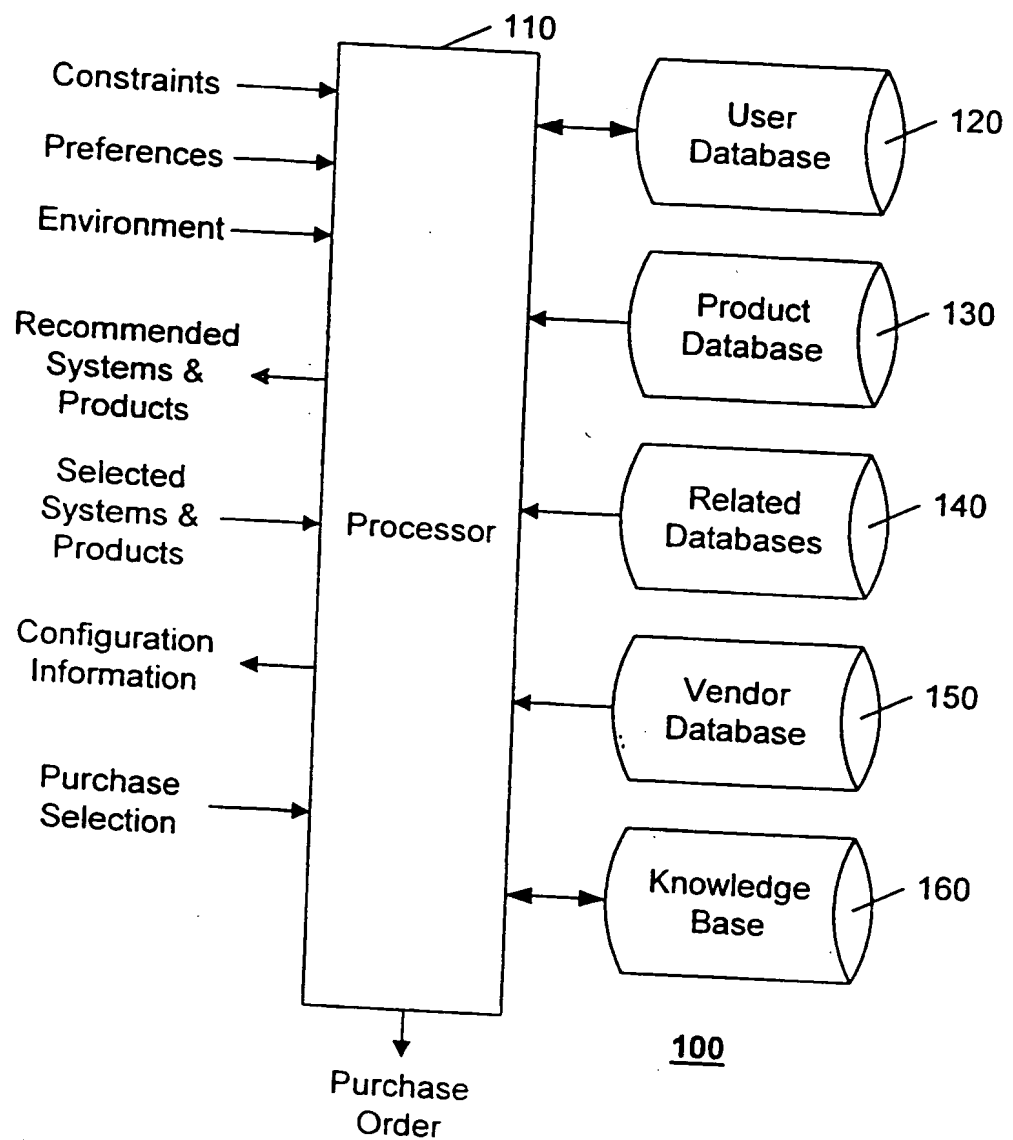 110
Constraints
Preferences
Environment
Recommended
Systems &
Products
Selected
Systems &
Products
Configuration
Information
Purchase
Selection
Processor
User
Database
120
Product
Database
130
Related
Databases
140
Vendor
Database
150
Knowledge
Base
160
100
Purchase
Order